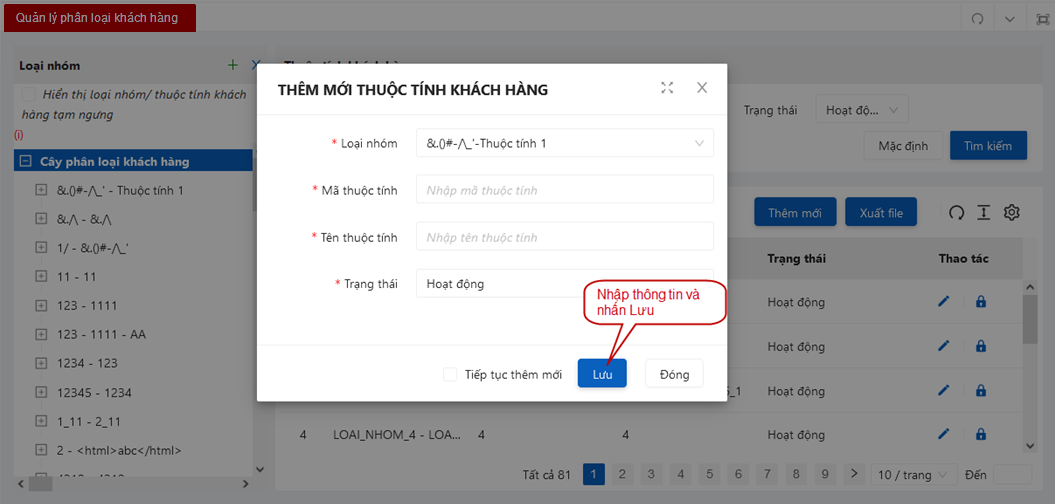 Quản lý phân loại khách hàng
Loại nhóm
Hiển thị loại nhóm/ thuộc tính khách
hàng tạm ngưng
(i)
Cây phân loại khách hàng
&.()#-/\_' - Thuộc tính 1
&./\ - &./\
1/ - &.()#-/\_'
11 - 11
123 - 1111
123 - 1111 - AA
1234 - 123
12345 - 1234
1_11 - 2_11
2 - <html>abc</html>
THÊM MỚI THUỘC TÍNH KHÁCH HÀNG
* Loại nhóm
&.()#-/\_'-Thuộc tính 1
* Mã thuộc tính
Nhập mã thuộc tính
* Tên thuộc tính
Nhập tên thuộc tính
* Trạng thái
Hoạt động
Nhập thông tin và
nhấn Lưu
Tiếp tục thêm mới
Lưu
Đóng
Trạng thái
Hoạt độ...
Mặc định
Tìm kiếm
Thêm mới
Xuất file
Trạng thái
Thao tác
Hoạt động
Hoạt động
Hoạt động
4 LOAI_NHOM_4 - LOA... 4 4 Hoạt động
Tất cả 81 1 2 3 4 5 6 7 8 9 10 / trang Đến